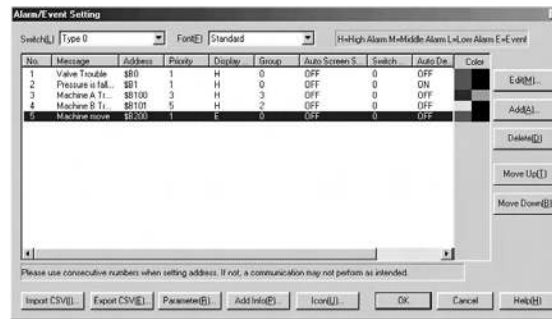 Alarm/Event Setting
Switch(L) Type 0 Font(F) Standard H=High Alarm M=Middle Alarm L=Low Alarm E=Event
No. Message Address Priority Display... Group Auto Screen S... Switch ... Auto De... Color
1 Valve Trouble $B0 1 H 0 OFF 0 OFF
2 Pressure is fall... $B1 1 H 0 OFF 0 ON
3 Machine A Tr... $B100 3 H 3 OFF 0 OFF
4 Machine B Tr... $B101 5 H 2 OFF 0 OFF
5 Machine move $B200 1 E 0 OFF 0 OFF
Edit(M)...
Add(A)...
Delete(D)
Move Up(T)
Move Down(B)
Please use consecutive numbers when setting address. If not, a communication may not perform as intended.
Import CSV(I)... Export CSV(E)... Parameter(R)... Add Info(P)... Icon(U)... OK Cancel Help(H)